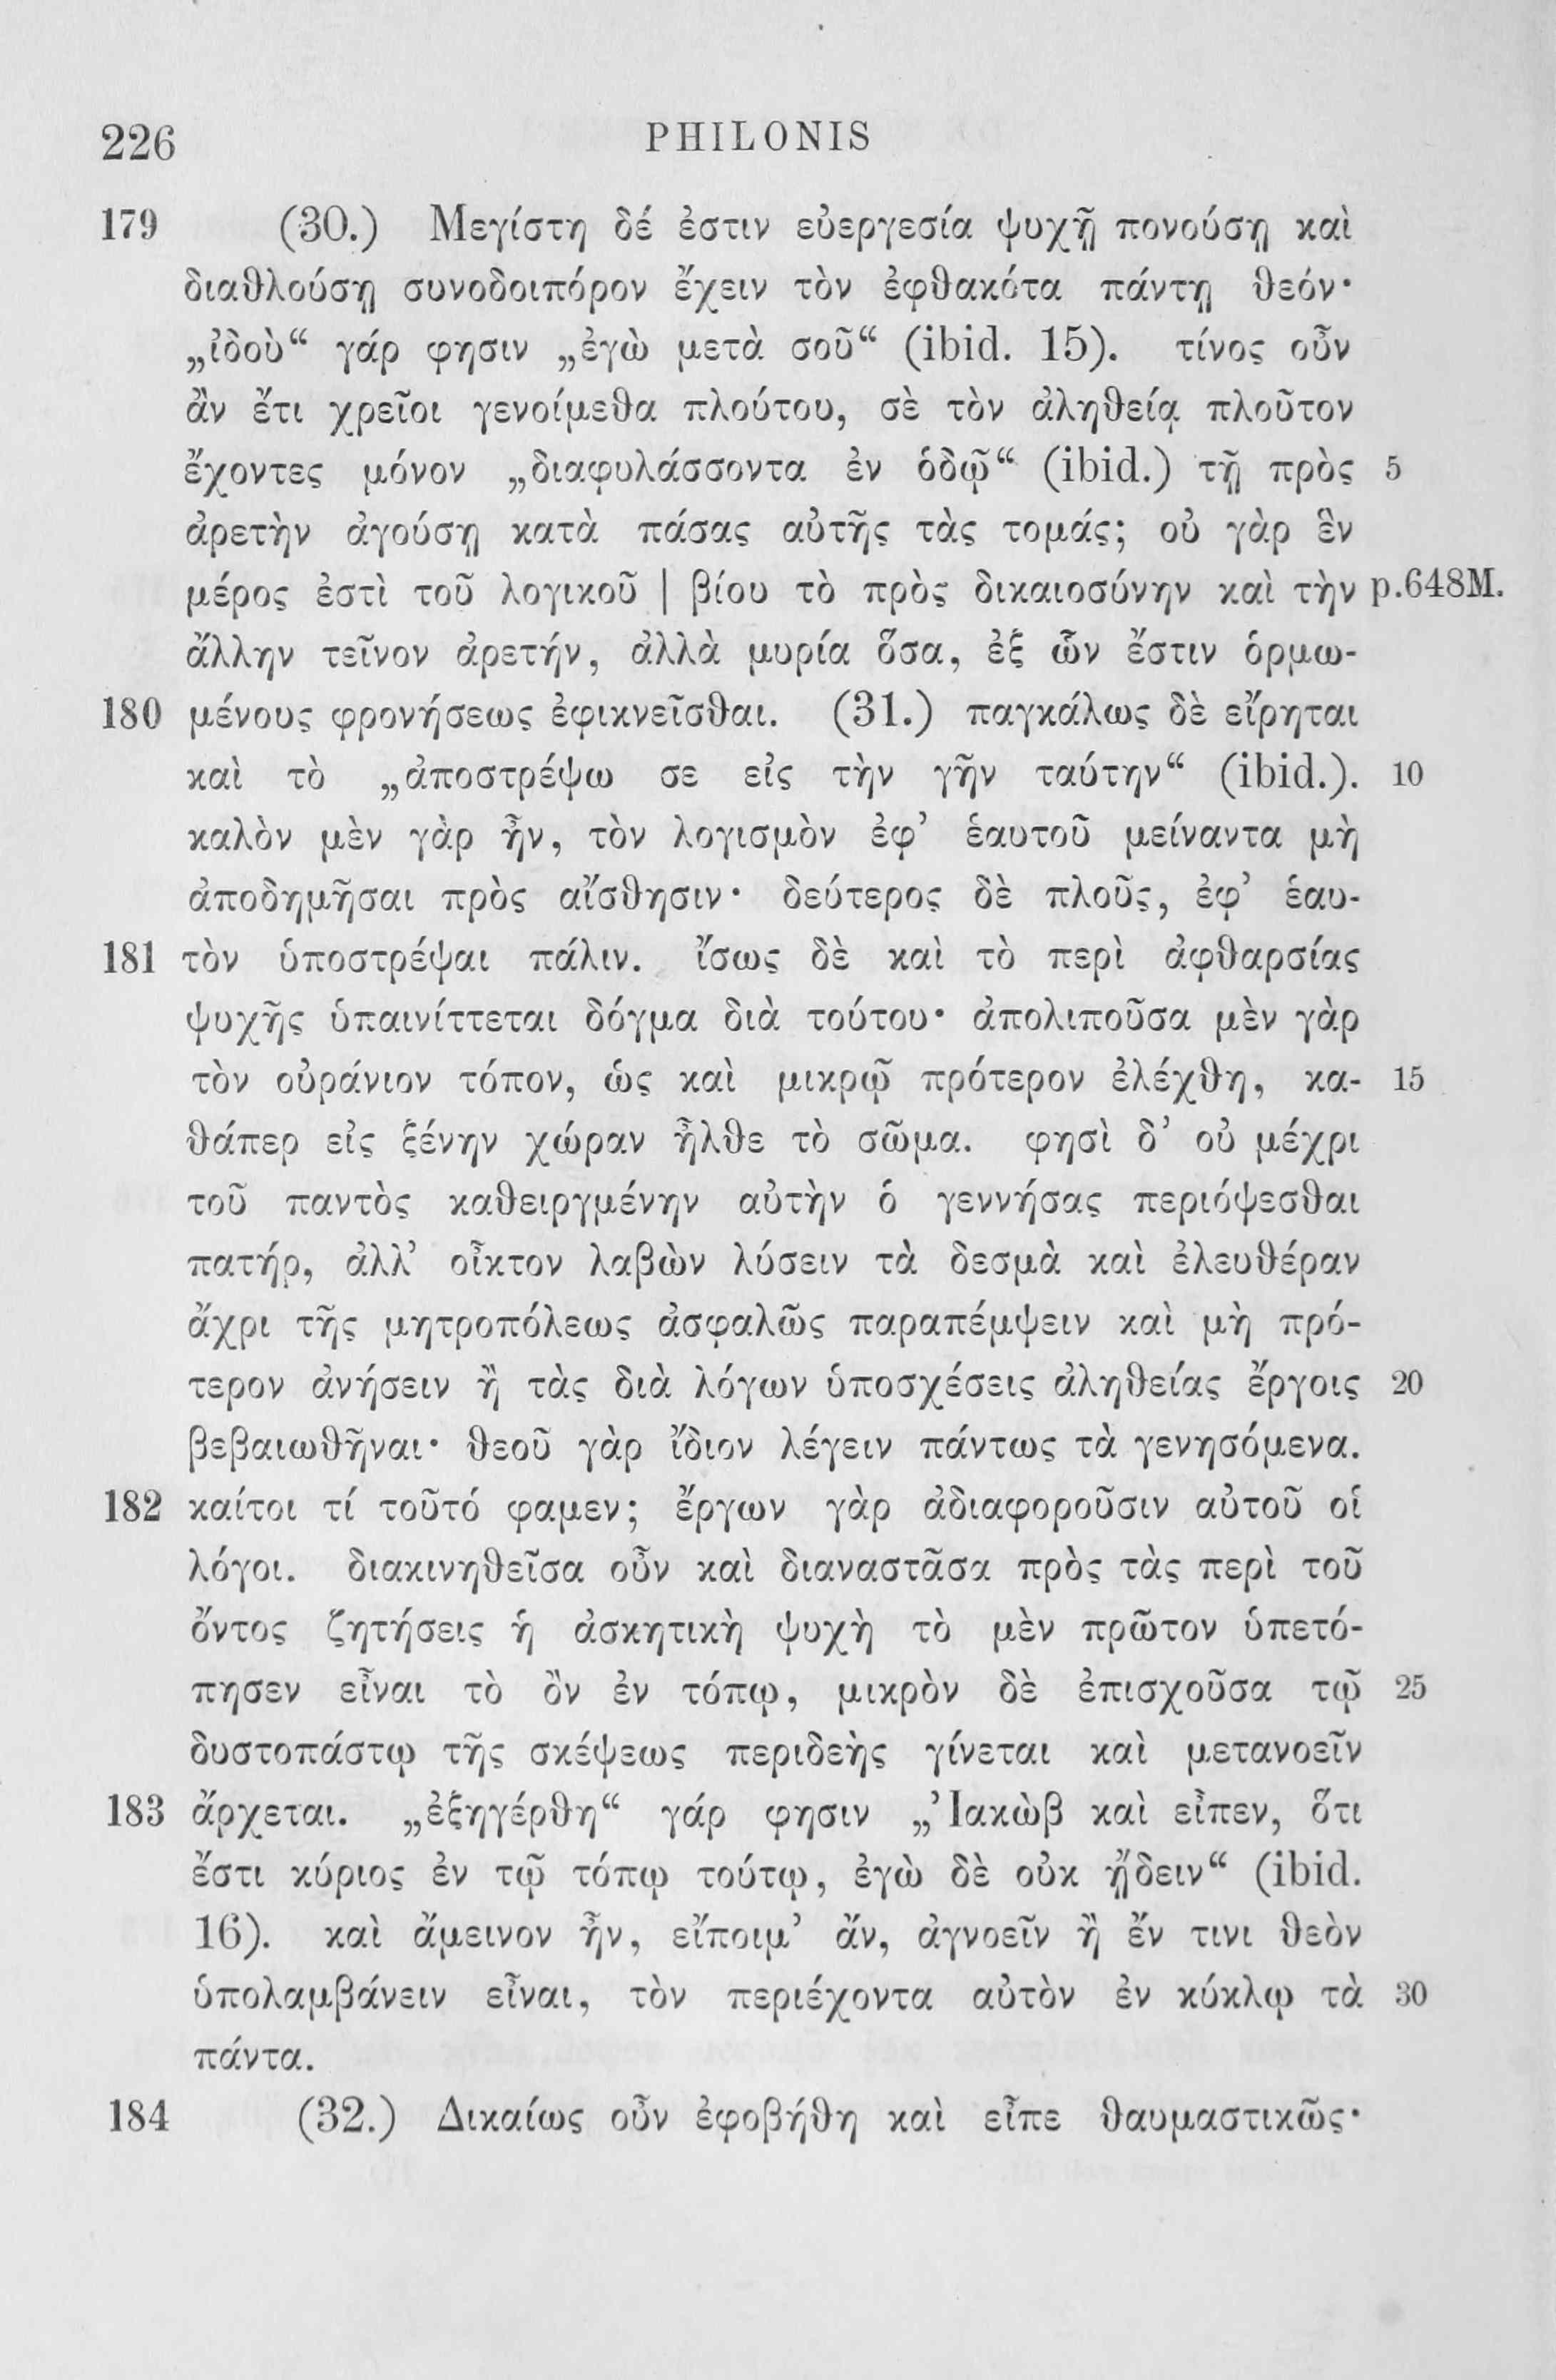 226 PHILONIS
179 (30.) Μεγίστη δέ ἐστιν εὐεργεσία ψυχῇ πονούσῃ καὶ
διαθλούσῃ συνοδοιπόρον ἔχειν τὸν ἐφθακότα πάντῃ θεόν·
„ἰδοὺ“ γάρ φησιν „ἐγὼ μετὰ σοῦ“ (ibid. 15). τίνος οὖν
ἂν ἔτι χρεῖοι γενοίμεθα πλούτου, σὲ τὸν ἀληθείᾳ πλοῦτον
ἔχοντες μόνον „διαφυλάσσοντα ἐν ὁδῷ“ (ibid.) τῇ πρὸς 5
ἀρετὴν ἀγούσῃ κατὰ πάσας αὐτῆς τὰς τομάς; οὐ γὰρ ἓν
μέρος ἐστὶ τοῦ λογικοῦ | βίου τὸ πρὸς δικαιοσύνην καὶ τὴν p.648M.
ἄλλην τεῖνον ἀρετήν, ἀλλὰ μυρία ὅσα, ἐξ ὧν ἔστιν ὁρμω-
180 μένους φρονήσεως ἐφικνεῖσθαι. (31.) παγκάλως δὲ εἴρηται
καὶ τὸ „ἀποστρέψω σε εἰς τὴν γῆν ταύτην“ (ibid.). 10
καλὸν μὲν γὰρ ἦν, τὸν λογισμὸν ἐφ’ ἑαυτοῦ μείναντα μὴ
ἀποδημῆσαι πρὸς αἴσθησιν· δεύτερος δὲ πλοῦς, ἐφ’ ἑαυ-
181 τὸν ὑποστρέψαι πάλιν. ἴσως δὲ καὶ τὸ περὶ ἀφθαρσίας
ψυχῆς ὑπαινίττεται δόγμα διὰ τούτου· ἀπολιποῦσα μὲν γὰρ
τὸν οὐράνιον τόπον, ὡς καὶ μικρῷ πρότερον ἐλέχθη, κα- 15
θάπερ εἰς ξένην χώραν ἦλθε τὸ σῶμα. φησὶ δ’ οὐ μέχρι
τοῦ παντὸς καθειργμένην αὐτὴν ὁ γεννήσας περιόψεσθαι
πατήρ, ἀλλ’ οἶκτον λαβὼν λύσειν τὰ δεσμὰ καὶ ἐλευθέραν
ἄχρι τῆς μητροπόλεως ἀσφαλῶς παραπέμψειν καὶ μὴ πρό-
τερον ἀνήσειν ἢ τὰς διὰ λόγων ὑποσχέσεις ἀληθείας ἔργοις 20
βεβαιωθῆναι· θεοῦ γὰρ ἴδιον λέγειν πάντως τὰ γενησόμενα.
182 καίτοι τί τοῦτό φαμεν; ἔργων γὰρ ἀδιαφοροῦσιν αὐτοῦ οἱ
λόγοι. διακινηθεῖσα οὖν καὶ διαναστᾶσα πρὸς τὰς περὶ τοῦ
ὄντος ζητήσεις ἡ ἀσκητικὴ ψυχὴ τὸ μὲν πρῶτον ὑπετό-
πησεν εἶναι τὸ ὂν ἐν τόπῳ, μικρὸν δὲ ἐπισχοῦσα τῷ 25
δυστοπάστῳ τῆς σκέψεως περιδεὴς γίνεται καὶ μετανοεῖν
183 ἄρχεται. „ἐξηγέρθη“ γάρ φησιν „Ἰακὼβ καὶ εἶπεν, ὅτι
ἔστι κύριος ἐν τῷ τόπῳ τούτῳ, ἐγὼ δὲ οὐκ ᾔδειν“ (ibid.
16). καὶ ἄμεινον ἦν, εἴποιμ’ ἄν, ἀγνοεῖν ἢ ἔν τινι θεὸν
ὑπολαμβάνειν εἶναι, τὸν περιέχοντα αὐτὸν ἐν κύκλῳ τὰ 30
πάντα.
184 (32.) Δικαίως οὖν ἐφοβήθη καὶ εἶπε θαυμαστικῶς·